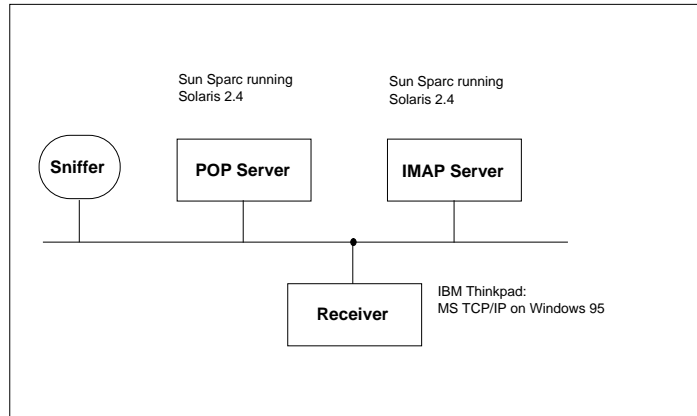 Sun Sparc running
Solaris 2.4
Sun Sparc running
Solaris 2.4
Sniffer
POP Server
IMAP Server
Receiver
IBM Thinkpad:
MS TCP/IP on Windows 95